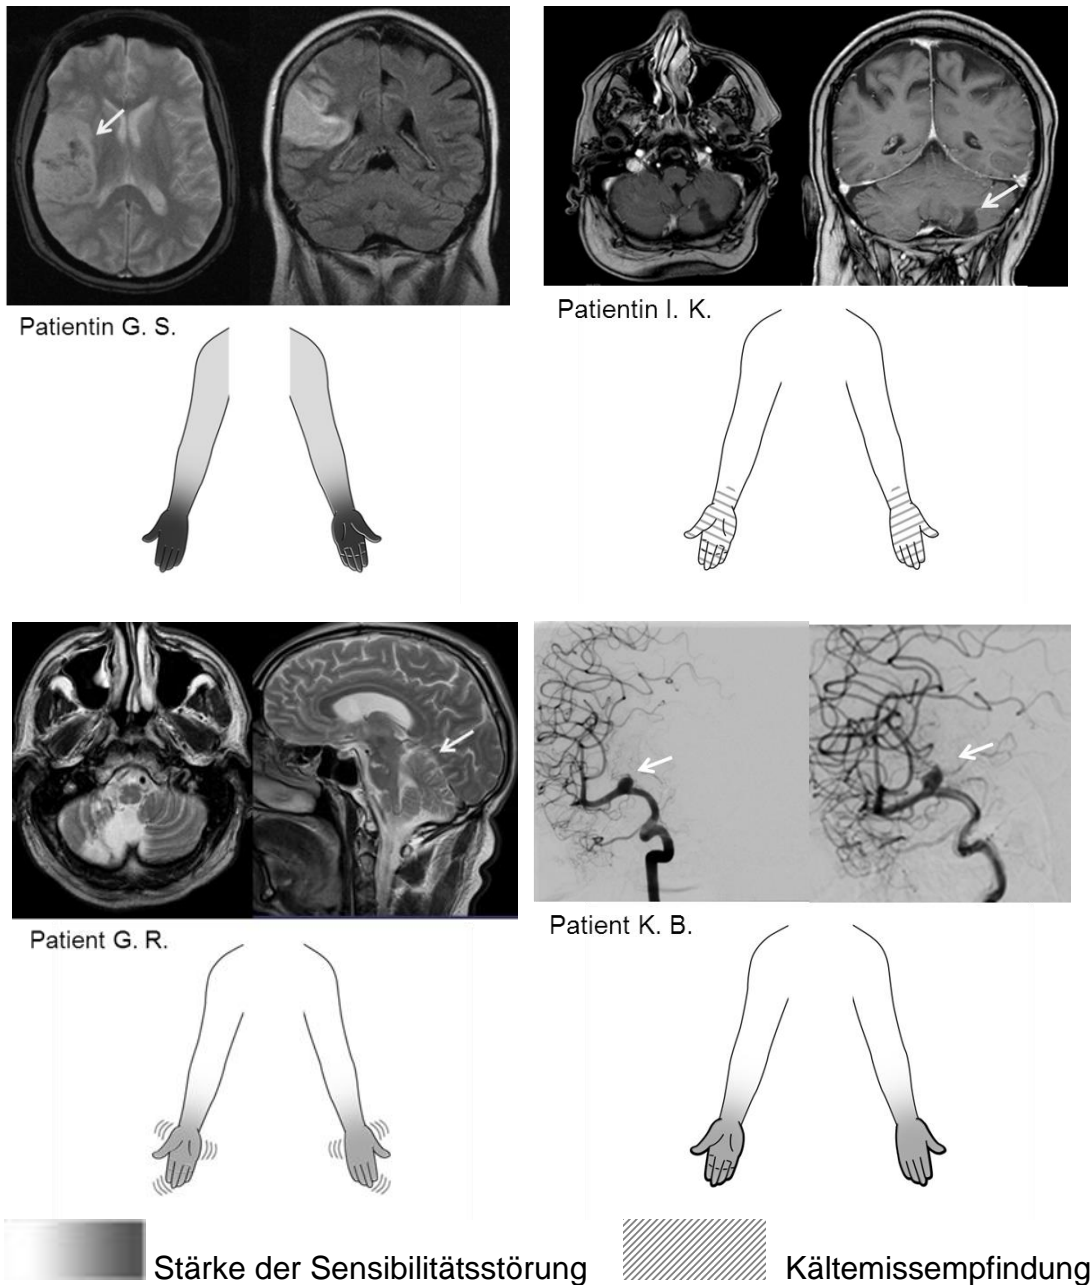 Patientin G. S.
Patientin I. K.
Patient G. R.
Patient K. B.
Stärke der Sensibilitätsstörung
Kältemissempfindung